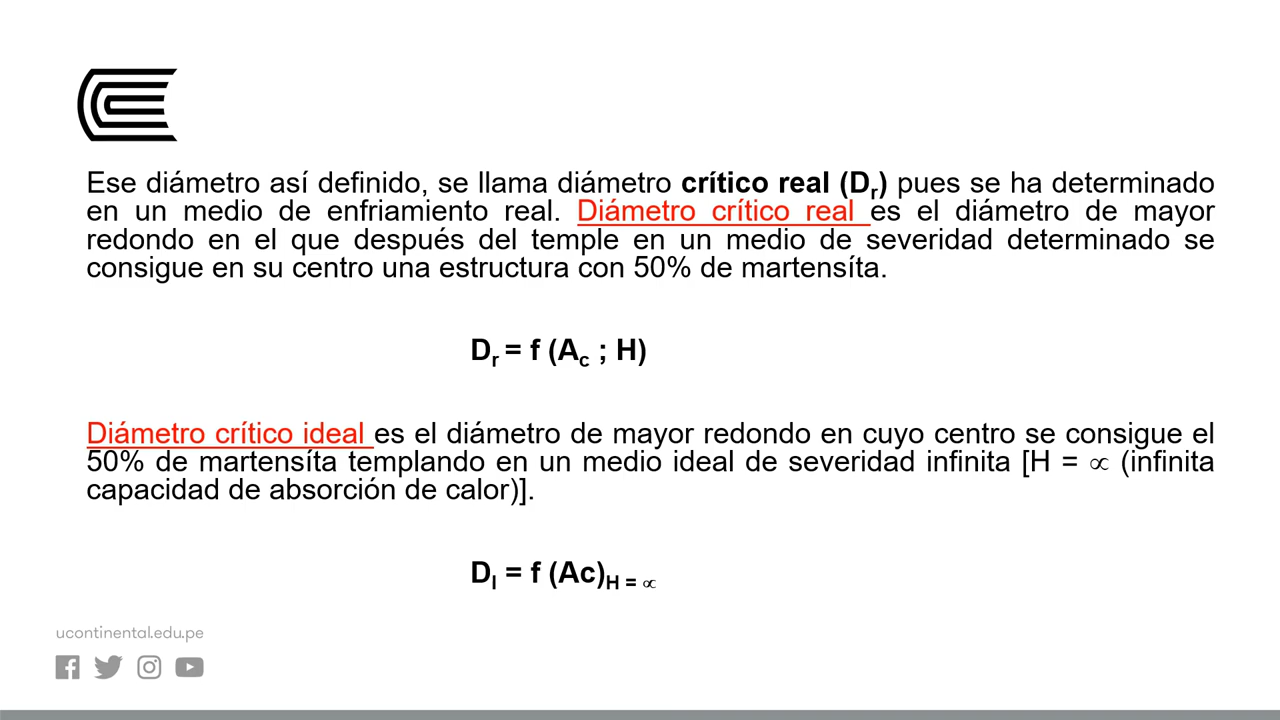 Ese diámetro así definido, se llama diámetro crítico real (Dr) pues se ha determinado
en un medio de enfriamiento real. Diámetro crítico real es el diámetro de mayor
redondo en el que después del temple en un medio de severidad determinado se
consigue en su centro una estructura con 50% de martensíta.
Dr = f (Ac ; H)
Diámetro crítico ideal es el diámetro de mayor redondo en cuyo centro se consigue el
50% de martensíta templando en un medio ideal de severidad infinita [H = ∝ (infinita
capacidad de absorción de calor)].
DI = f (Ac)H = ∝
ucontinental.edu.pe